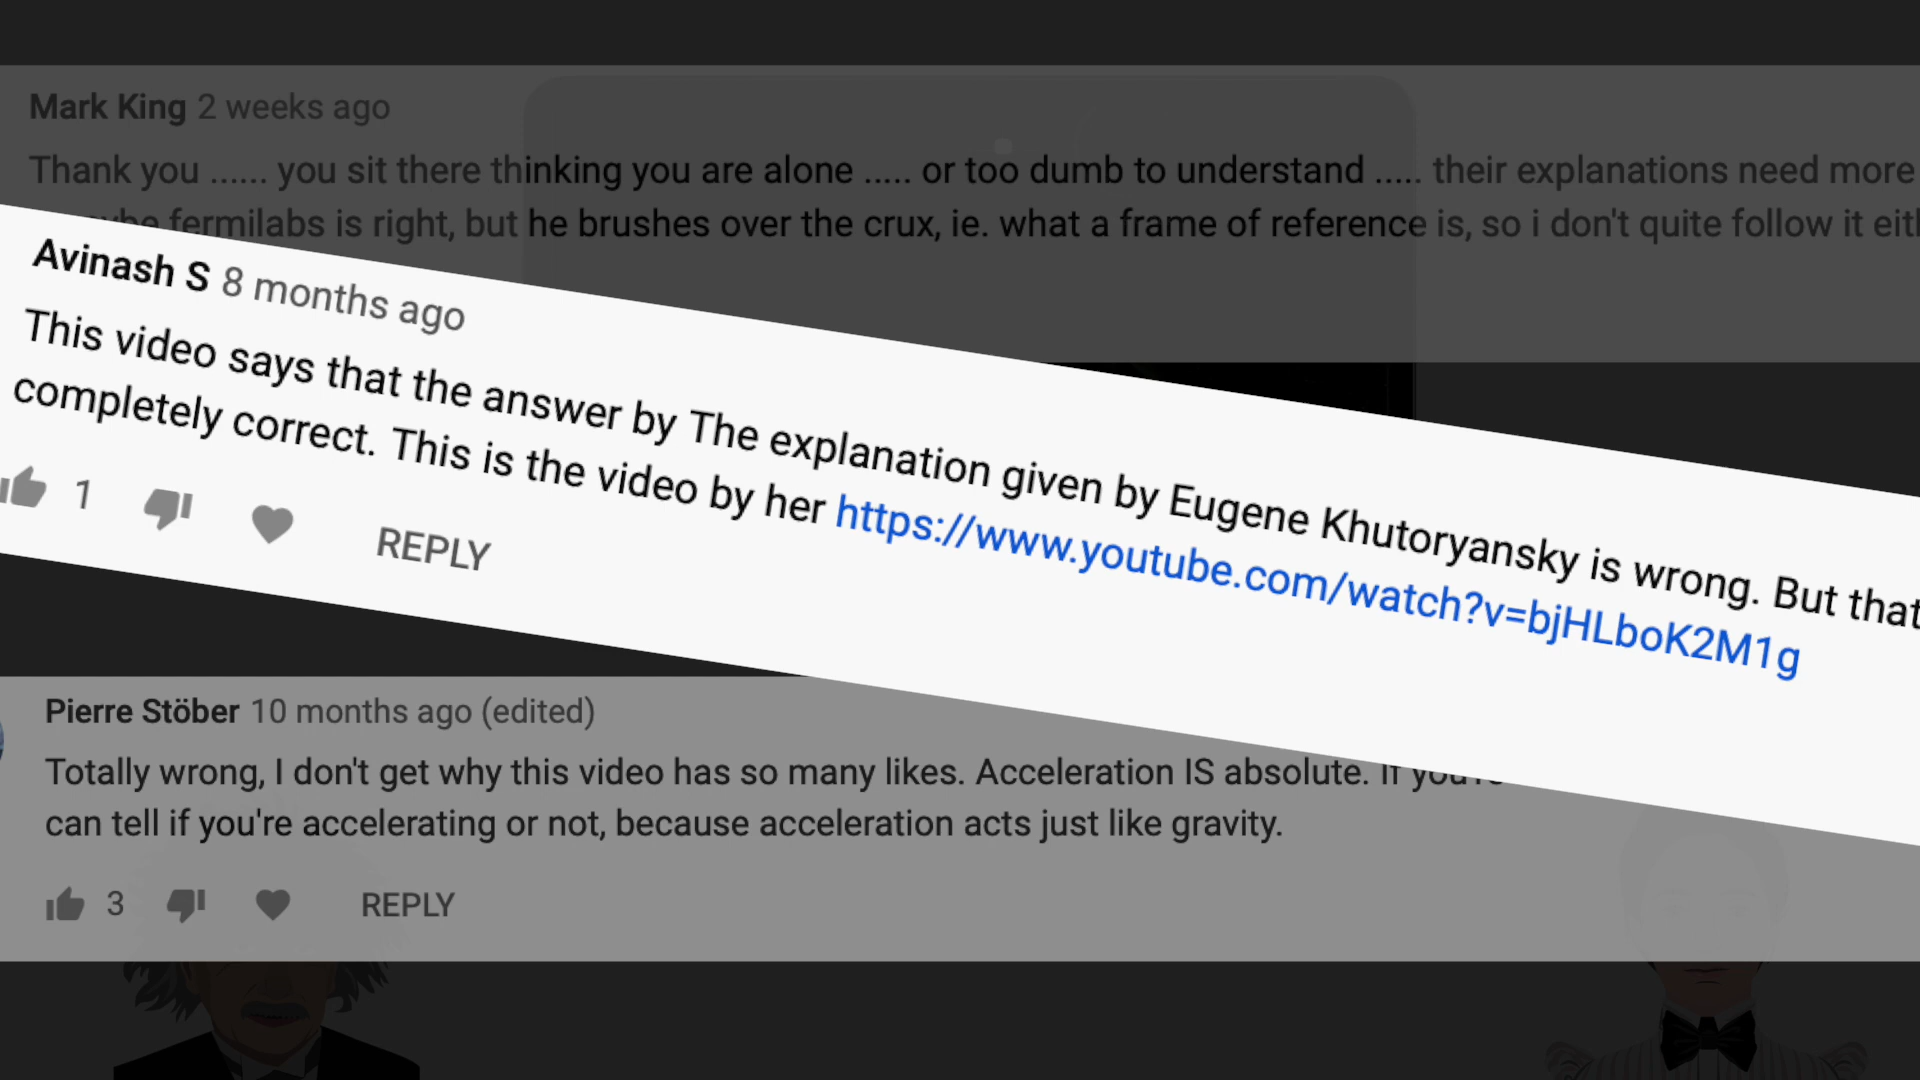 Mark King 2 weeks ago
Thank you ...... you sit there thinking you are alone ..... or too dumb to understand ..... their explanations need more
fermilabs is right, but he brushes over the crux, ie. what a frame of reference is, so i don't quite follow it
Avinash S 8 months ago
This video says that the answer by The explanation given by Eugene Khutoryansky is wrong. But that
completely correct. This is the video by her https://www.youtube.com/watch?v=bjHLboK2M1g
1 REPLY
Pierre Stöber 10 months ago (edited)
Totally wrong, I don't get why this video has so many likes. Acceleration IS absolute. If you're
can tell if you're accelerating or not, because acceleration acts just like gravity.
3 REPLY